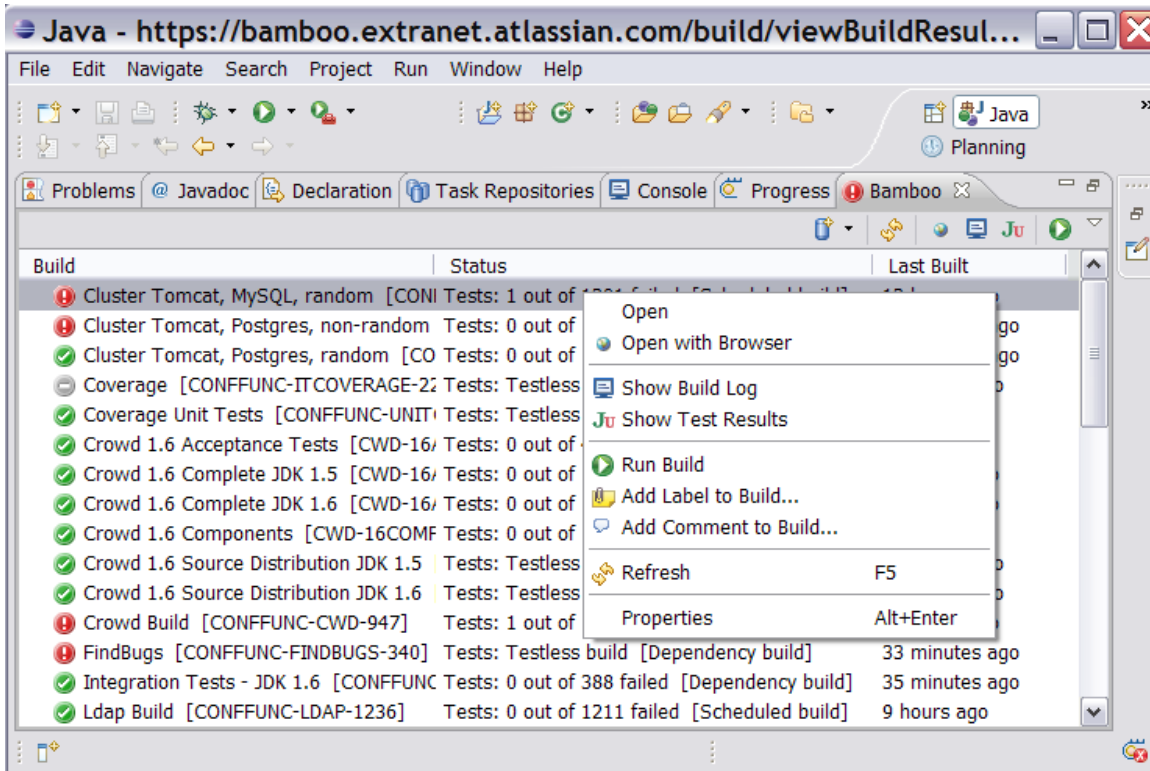 Java - https://bamboo.extranet.atlassian.com/build/viewBuildResul...
File Edit Navigate Search Project Run Window Help
Java
Planning
Problems @ Javadoc Declaration Task Repositories Console Progress Bamboo
Build Status Last Built
Cluster Tomcat, MySQL, random Tests: 1 out of
Cluster Tomcat, Postgres, non-random Tests: 0 out of go
Cluster Tomcat, Postgres, random [CO Tests: 0 out of go
Coverage [CONFFUNC-ITCOVERAGE-22 Tests: Testless
Coverage Unit Tests [CONFFUNC-UNIT Tests: Testless
Crowd 1.6 Acceptance Tests [CWD-16 Tests: 0 out of
Crowd 1.6 Complete JDK 1.5 [CWD-16 Tests: 0 out of
Crowd 1.6 Complete JDK 1.6 [CWD-16 Tests: 0 out of
Crowd 1.6 Components [CWD-16COMP Tests: 0 out of
Crowd 1.6 Source Distribution JDK 1.5 Tests: Testless
Crowd 1.6 Source Distribution JDK 1.6 Tests: Testless
Crowd Build [CONFFUNC-CWD-947] Tests: 1 out of
FindBugs [CONFFUNC-FINDBUGS-340] Tests: Testless build [Dependency build] 33 minutes ago
Integration Tests - JDK 1.6 [CONFFUNC Tests: 0 out of 388 failed [Dependency build] 35 minutes ago
Ldap Build [CONFFUNC-LDAP-1236] Tests: 0 out of 1211 failed [Scheduled build] 9 hours ago
Open
Open with Browser
Show Build Log
Ju Show Test Results
Run Build
Add Label to Build...
Add Comment to Build...
Refresh F5
Properties Alt+Enter